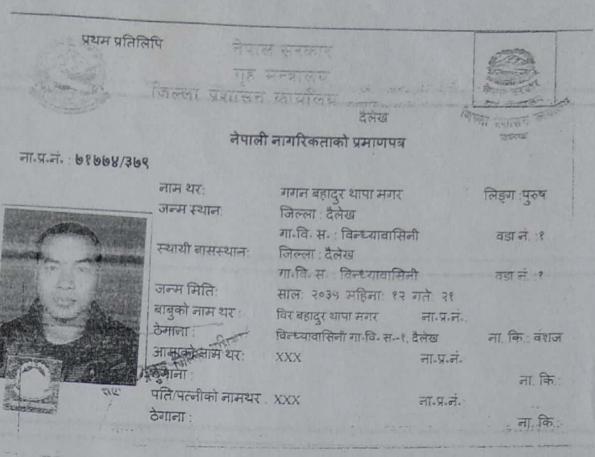 प्रथम प्रतिलिपि
नेपाल सरकार
गृह मन्त्रालय
जिल्ला प्रशासन कार्यालय
दैलेख
नेपाली नागरिकताको प्रमाणपत्र
ना.प्र.नं. : ७१७७४/३७९
नाम थर: गगन बहादुर थापा मगर लिङ्ग :पुरुष
जन्म स्थान: जिल्ला : दैलेख
गा.वि. स. : विन्ध्यावासिनी वडा नं :१
स्थायी बासस्थान: जिल्ला : दैलेख
गा.वि. स. : विन्ध्यावासिनी वडा नं :१
जन्म मिति: साल: २०३५ महिना: १२ गते: २१
बाबुको नाम थर : विर बहादुर थापा मगर ना.प्र.नं.:
ठेगाना : विन्ध्यावासिनी गा.वि. स.-१, दैलेख ना. कि.: वंशज
आमाको नाम थर: XXX ना.प्र.नं.
ठेगाना : ना. कि.:
पति/पत्नीको नामथर : XXX ना.प्र.नं.:
ठेगाना : ना. कि.: